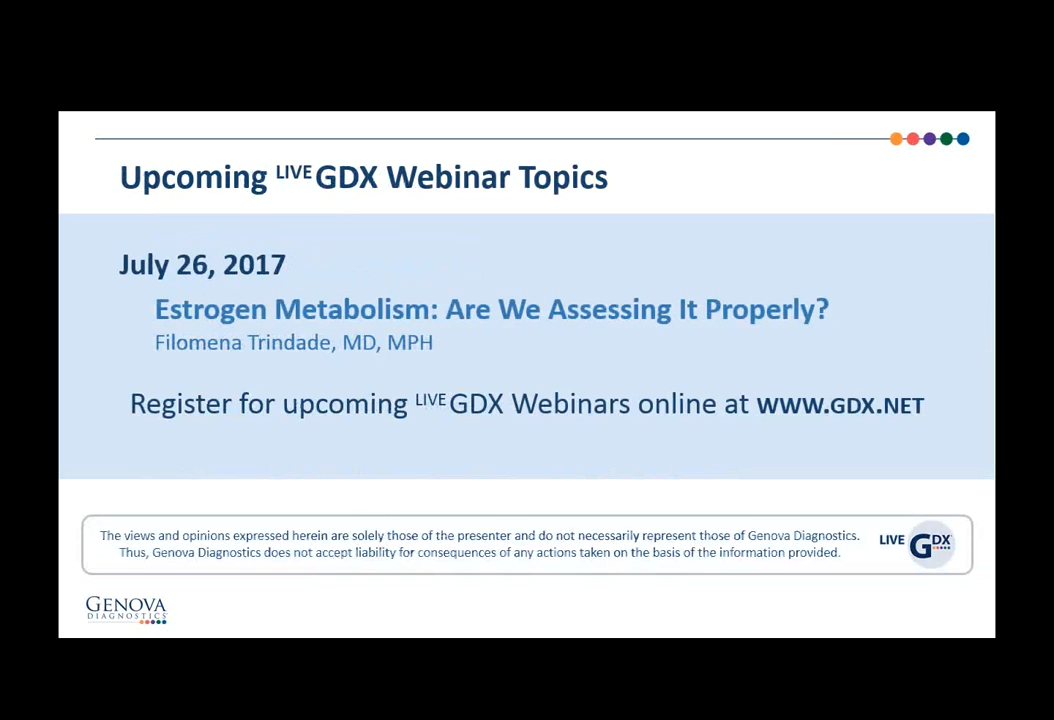 Upcoming LIVE GDX Webinar Topics
July 26, 2017
Estrogen Metabolism: Are We Assessing It Properly?
Filomena Trindade, MD, MPH
Register for upcoming LIVE GDX Webinars online at WWW.GDX.NET
The views and opinions expressed herein are solely those of the presenter and do not necessarily represent those of Genova Diagnostics.
Thus, Genova Diagnostics does not accept liability for consequences of any actions taken on the basis of the information provided.
LIVE GDX
GENOVA
DIAGNOSTICS